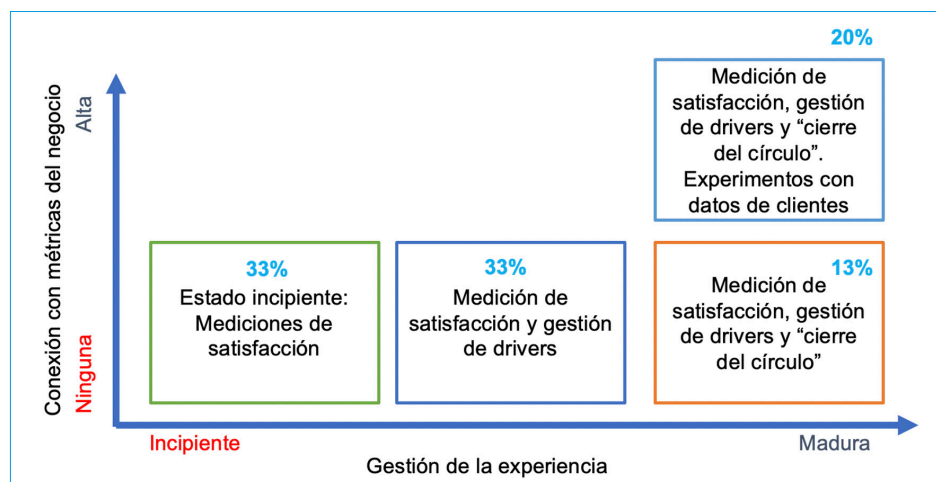 20%
Medición de
satisfacción, gestión
de drivers y “cierre
del círculo”.
Experimentos con
datos de clientes
Conexión con métricas del negocio
Alta
Ninguna
33%
Estado incipiente:
Mediciones de
satisfacción
33%
Medición de
satisfacción y gestión
de drivers
13%
Medición de
satisfacción, gestión
de drivers y “cierre
del círculo”
Incipiente
Madura
Gestión de la experiencia